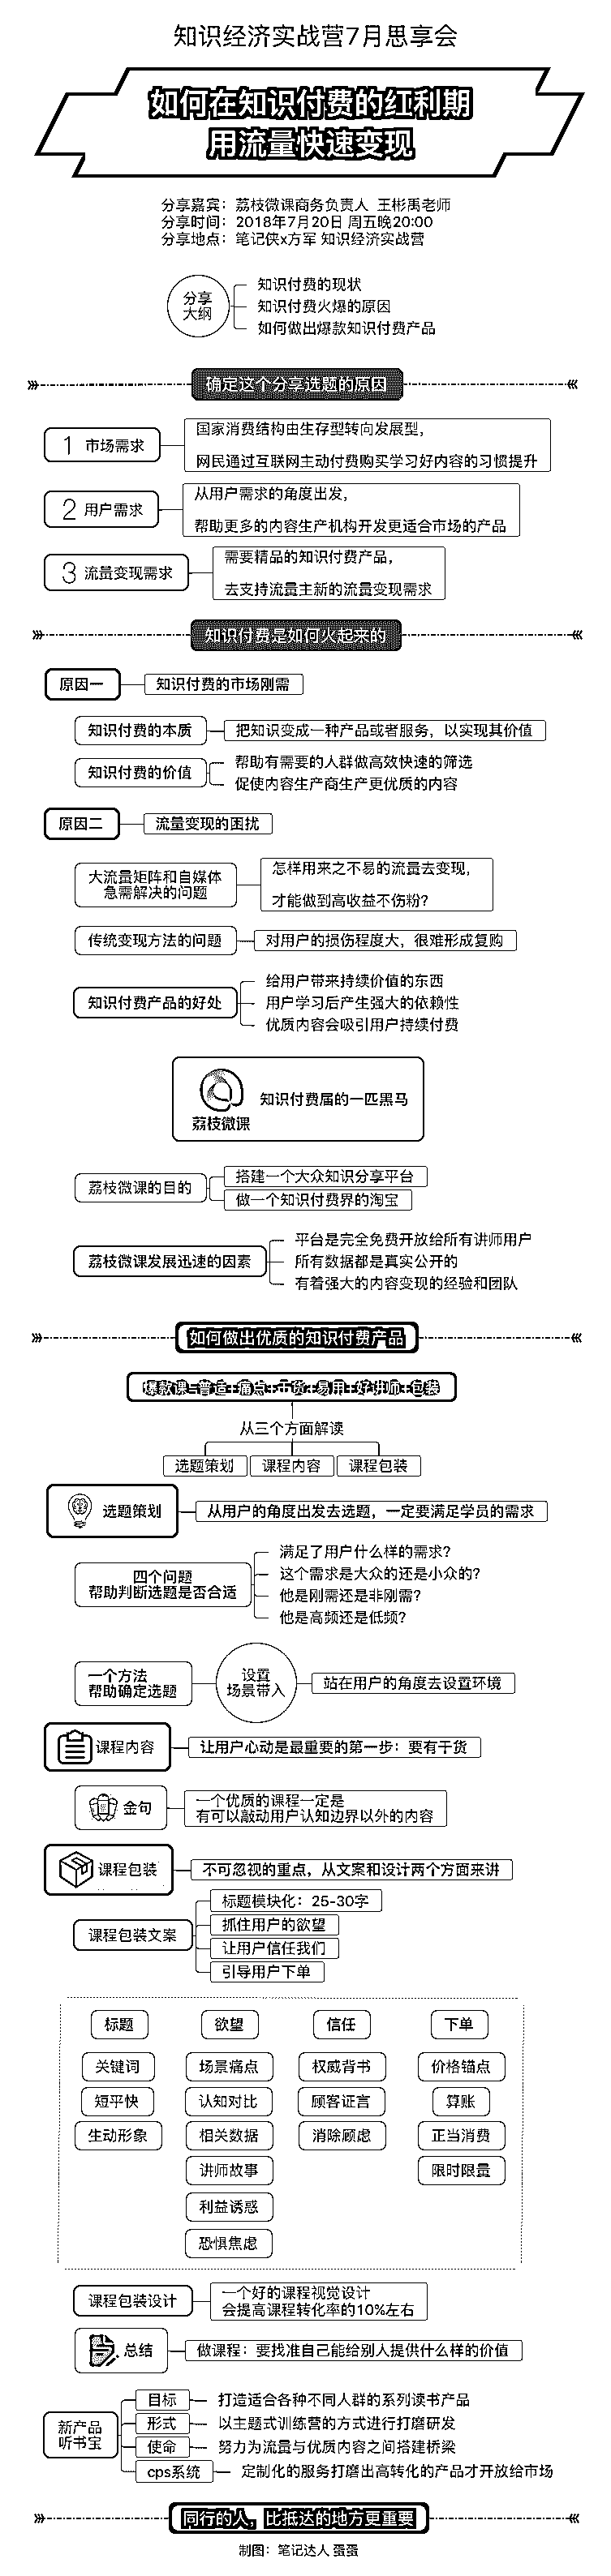 知识经济实战营7月思享会
如何在知识付费的红利期
用流量快速变现
分享嘉宾：荔枝微课商务负责人 王彬禹老师
分享时间：2018年7月20日 周五晚20:00
分享地点：笔记侠x方军 知识经济实战营
分享
大纲
知识付费的现状
知识付费火爆的原因
如何做出爆款知识付费产品
确定这个分享选题的原因
1 市场需求
国家消费结构由生存型转向发展型，
网民通过互联网主动付费购买学习好内容的习惯提升
2 用户需求
从用户需求的角度出发，
帮助更多的内容生产机构开发更适合市场的产品
3 流量变现需求
需要精品的知识付费产品，
去支持流量主新的流量变现需求
知识付费是如何火起来的
原因一
知识付费的市场刚需
知识付费的本质
把知识变成一种产品或者服务，以实现其价值
知识付费的价值
帮助有需要的人群做高效快速的筛选
促使内容生产商生产更优质的内容
原因二
流量变现的困扰
大流量矩阵和自媒体
急需解决的问题
怎样用来之不易的流量去变现，
才能做到高收益不伤粉？
传统变现方法的问题
对用户的损伤程度大，很难形成复购
知识付费产品的好处
给用户带来持续价值的东西
用户学习后产生强大的依赖性
优质内容会吸引用户持续付费
荔枝微课
知识付费届的一匹黑马
荔枝微课的目的
搭建一个大众知识分享平台
做一个知识付费界的淘宝
荔枝微课发展迅速的因素
平台是完全免费开放给所有讲师用户
所有数据都是真实公开的
有着强大的内容变现的经验和团队
如何做出优质的知识付费产品
爆款课=普适+痛点+干货+易用+好讲师+包装
从三个方面解读
选题策划
课程内容
课程包装
选题策划
从用户的角度出发去选题，一定要满足学员的需求
四个问题
帮助判断选题是否合适
满足了用户什么样的需求？
这个需求是大众的还是小众的？
他是刚需还是非刚需？
他是高频还是低频？
一个方法
帮助确定选题
设置
场景带入
站在用户的角度去设置环境
课程内容
让用户心动是最重要的第一步：要有干货
金句
一个优质的课程一定是
有可以敲动用户认知边界以外的内容
课程包装
不可忽视的重点，从文案和设计两个方面来讲
课程包装文案
标题模块化：25-30字
抓住用户的欲望
让用户信任我们
引导用户下单
标题 欲望 信任 下单
关键词 场景痛点 权威背书 价格锚点
短平快 认知对比 顾客证言 算账
生动形象 相关数据 消除顾虑 正当消费
讲师故事 限时限量
利益诱惑
恐惧焦虑
课程包装设计
一个好的课程视觉设计
会提高课程转化率的10%左右
总结
做课程：要找准自己能给别人提供什么样的价值
新产品
听书宝
目标
打造适合各种不同人群的系列读书产品
形式
以主题式训练营的方式进行打磨研发
使命
努力为流量与优质内容之间搭建桥梁
cps系统
定制化的服务打磨出高转化的产品才开放给市场
同行的人，比抵达的地方更重要
制图：笔记达人 蛋蛋